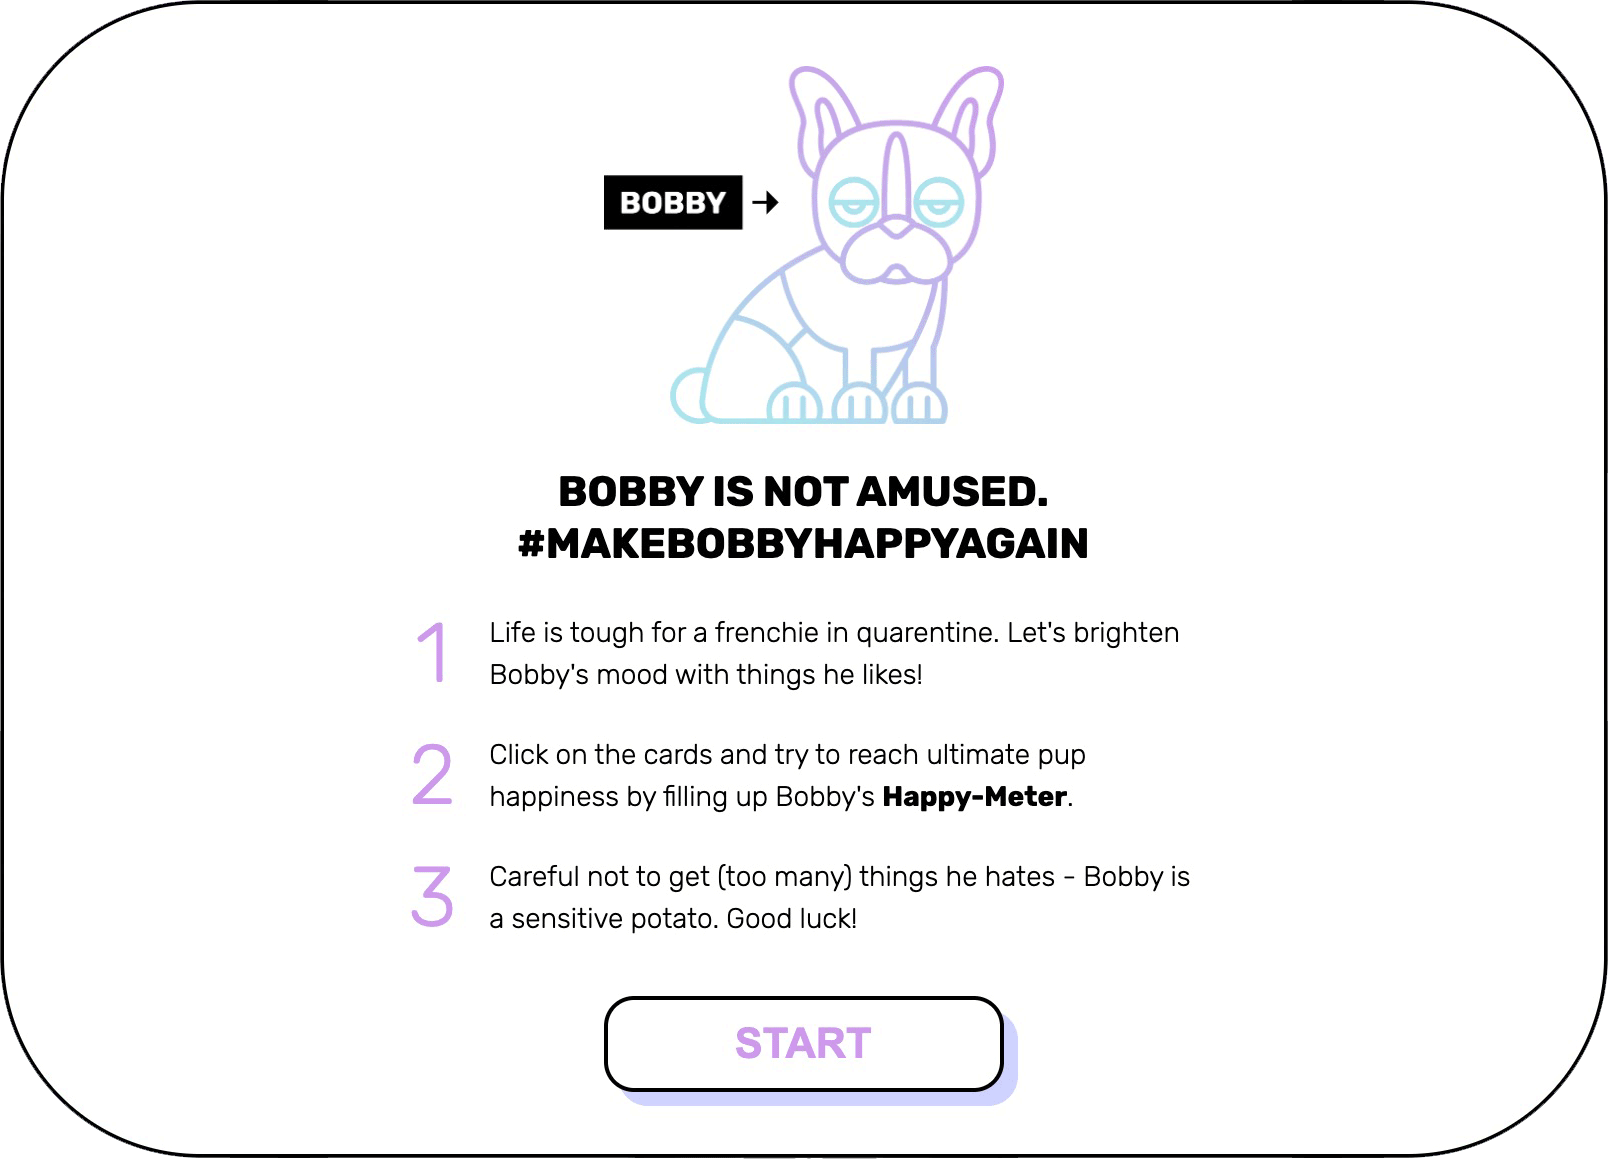 BOBBY
BOBBY IS NOT AMUSED.
#MAKEBOBBYHAPPYAGAIN
1 Life is tough for a frenchie in quarentine. Let's brighten
Bobby's mood with things he likes!
2 Click on the cards and try to reach ultimate pup
happiness by filling up Bobby's Happy-Meter.
3 Careful not to get (too many) things he hates - Bobby is
a sensitive potato. Good luck!
START